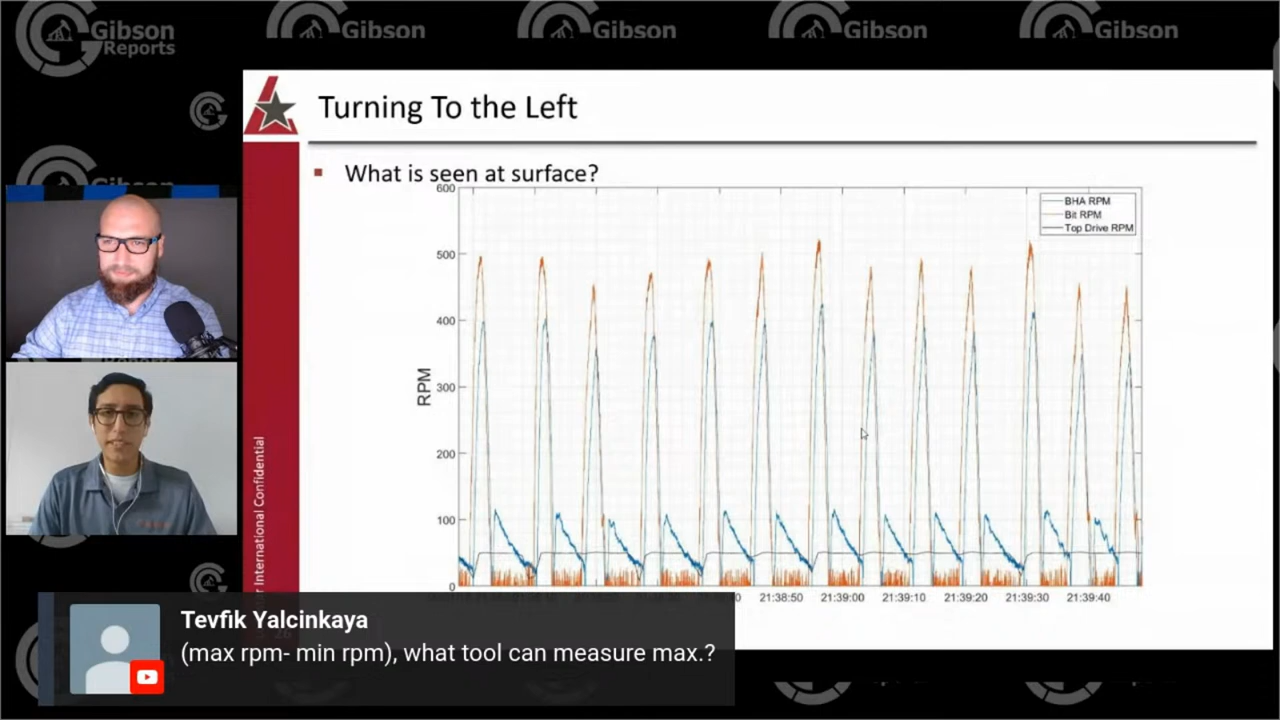 Gibson
Reports
Gibson
Gibson
Gibson
Gibson
Turning To the Left
What is seen at surface?
Gibson
600
500
400
300
200
100
0
RPM
BHA RPM
Bit RPM
Top Drive RPM
21:38:50
21:39:00
21:39:10
21:39:20
21:39:30
21:39:40
International Confidential
26
Tevfik Yalcinkaya
(max rpm- min rpm), what tool can measure max.?